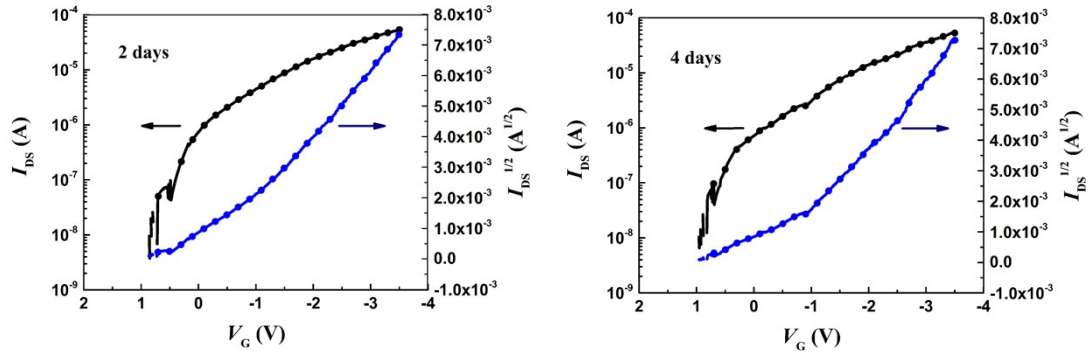 2 days
I_DS (A)
10^-4
10^-5
10^-6
10^-7
10^-8
10^-9
2 1 0 -1 -2 -3 -4
V_G (V)
8.0x10^-3
7.0x10^-3
6.0x10^-3
5.0x10^-3
4.0x10^-3
3.0x10^-3
2.0x10^-3
1.0x10^-3
0.0
-1.0x10^-3
I_DS^1/2 (A^1/2)
4 days
I_DS (A)
10^-4
10^-5
10^-6
10^-7
10^-8
10^-9
2 1 0 -1 -2 -3 -4
V_G (V)
8.0x10^-3
7.0x10^-3
6.0x10^-3
5.0x10^-3
4.0x10^-3
3.0x10^-3
2.0x10^-3
1.0x10^-3
0.0
-1.0x10^-3
I_DS^1/2 (A^1/2)